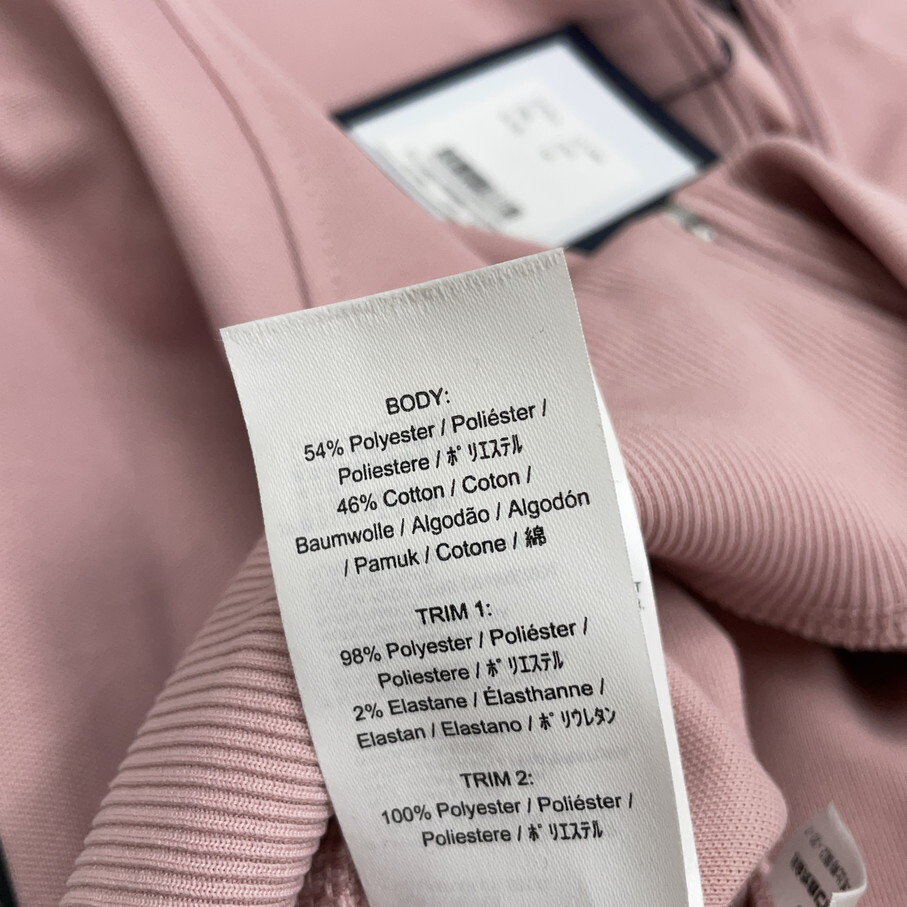 BODY:
54% Polyester / Poliéster /
Poliestere / ﾎﾟﾘｴｽﾃﾙ
46% Cotton / Coton /
Baumwolle / Algodão / Algodón
/ Pamuk / Cotone / 綿
TRIM 1:
98% Polyester / Poliéster /
Poliestere / ﾎﾟﾘｴｽﾃﾙ
2% Elastane / Élasthanne /
Elastan / Elastano / ﾎﾟﾘｳﾚﾀﾝ
TRIM 2:
100% Polyester / Poliéster /
Poliestere / ﾎﾟﾘｴｽﾃﾙ